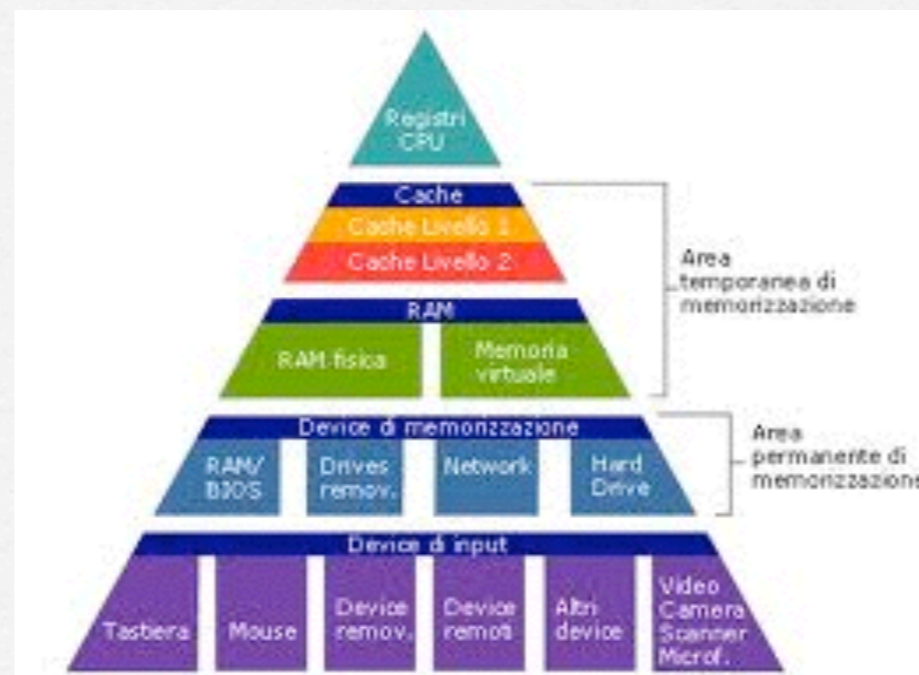 Registri
CPU
Cache
Cache Livello 1
Cache Livello 2
RAM
RAM fisica
Memoria
virtuale
Area
temporanea di
memorizzazione
Device di memorizzazione
RAM/
BIOS
Drives
remov.
Network
Hard
Drive
Area
permanente di
memorizzazione
Device di input
Tastiera
Mouse
Device
remov.
Device
remoti
Altri
device
Video
Camera
Scanner
Microf.